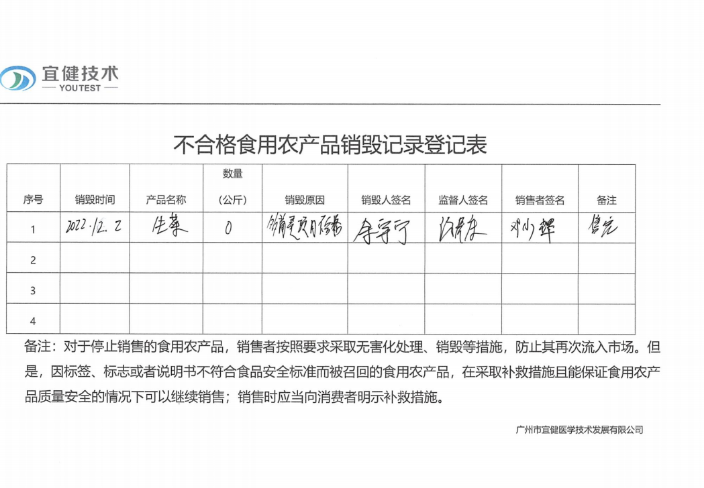 宜健技术
YOUTEST
不合格食用农产品销毁记录登记表
序号 销毁时间 产品名称 数量（公斤） 销毁原因 销毁人签名 监督人签名 销售者签名 备注
1 2022.12.2 生菜 0 余宇宁 邓少辉 售完
2
3
4
备注：对于停止销售的食用农产品，销售者按照要求采取无害化处理、销毁等措施，防止其再次流入市场。但
是，因标签、标志或者说明书不符合食品安全标准而被召回的食用农产品，在采取补救措施且能保证食用农产
品质量安全的情况下可以继续销售；销售时应当向消费者明示补救措施。
广州市宜健医学技术发展有限公司